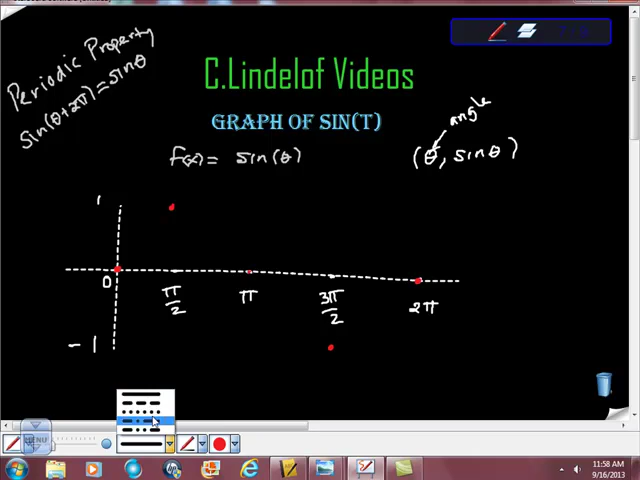 Periodic Property
sin(θ+2π)=sinθ
C.Lindelof Videos
GRAPH OF SIN(T)
angle
f(x)= sin(θ)
(θ, sinθ)
1
0
π/2
π
3π/2
2π
-1
MENU
11:58 AM
9/16/2013